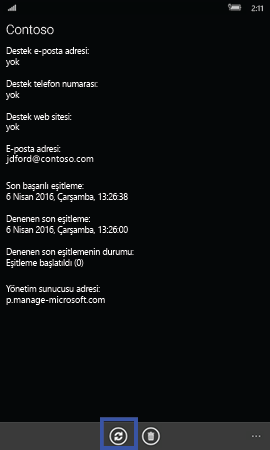 2:11
Contoso
Destek e-posta adresi:
yok
Destek telefon numarası:
yok
Destek web sitesi:
yok
E-posta adresi:
jdford@contoso.com
Son başarılı eşitleme:
6 Nisan 2016, Çarşamba, 13:26:38
Denenen son eşitleme:
6 Nisan 2016, Çarşamba, 13:26:00
Denenen son eşitlemenin durumu:
Eşitleme başlatıldı (0)
Yönetim sunucusu adresi:
p.manage-microsoft.com